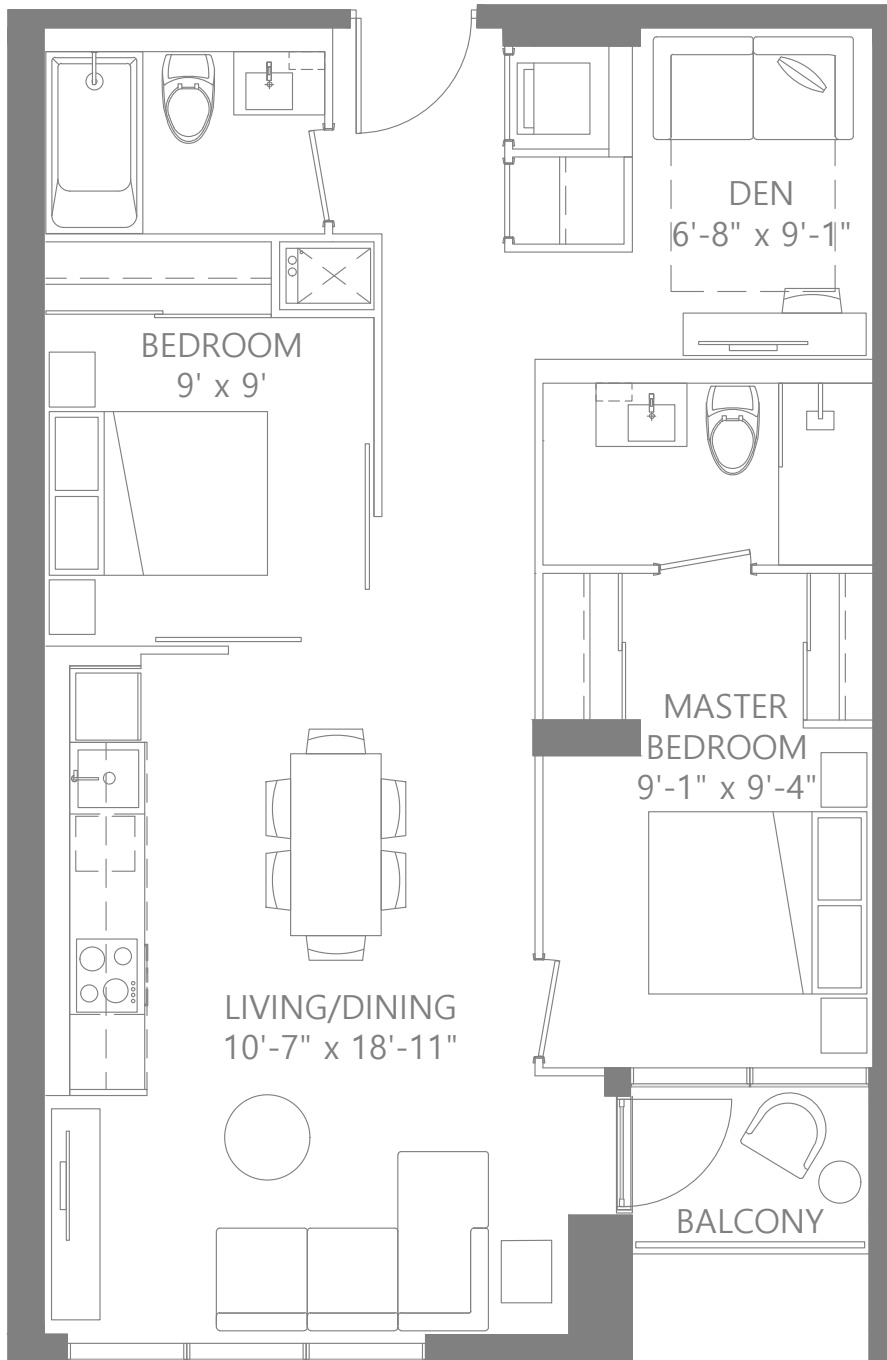 DEN
6'-8" x 9'-1"
BEDROOM
9' x 9'
MASTER
BEDROOM
9'-1" x 9'-4"
LIVING/DINING
10'-7" x 18'-11"
BALCONY